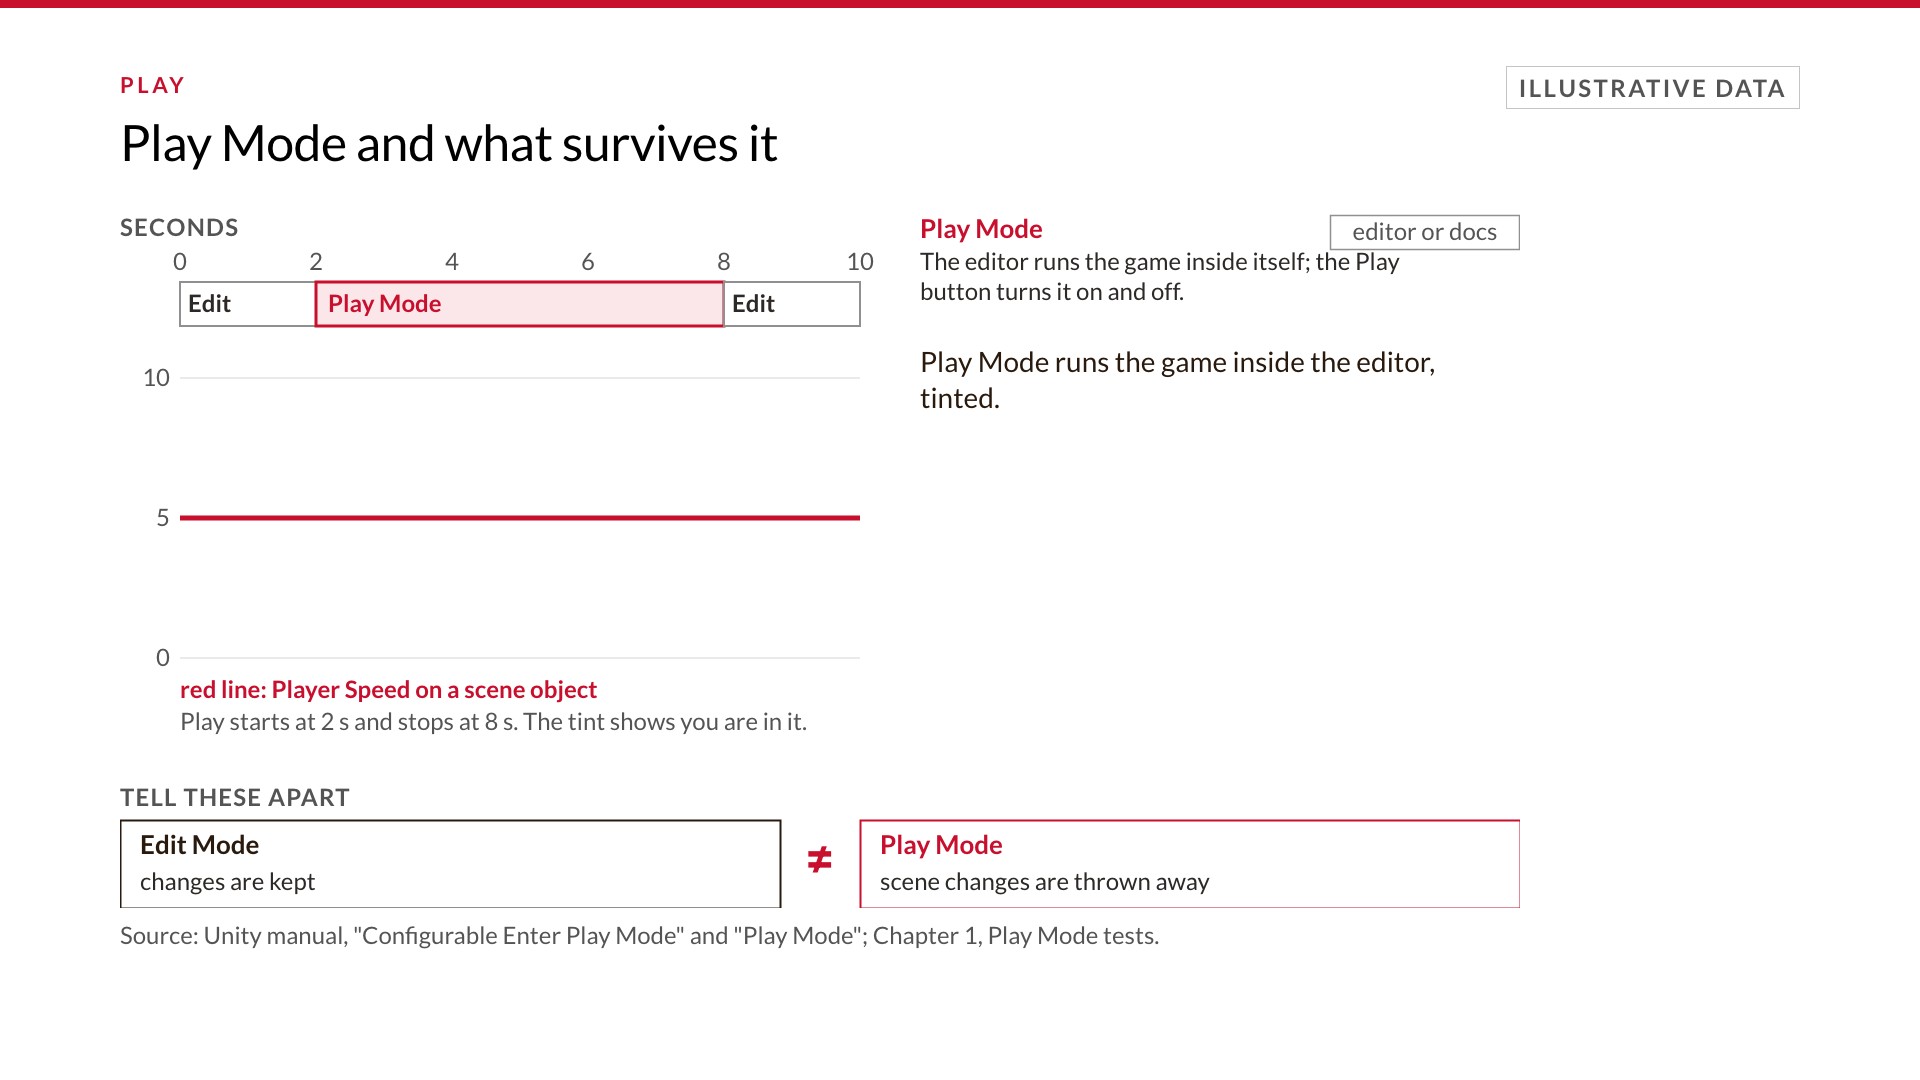 PLAY
ILLUSTRATIVE DATA
Play Mode and what survives it
SECONDS
0 2 4 6 8 10
Edit Play Mode Edit
10
5
0
red line: Player Speed on a scene object
Play starts at 2 s and stops at 8 s. The tint shows you are in it.
Play Mode
editor or docs
The editor runs the game inside itself; the Play
button turns it on and off.
Play Mode runs the game inside the editor,
tinted.
TELL THESE APART
Edit Mode
changes are kept
≠
Play Mode
scene changes are thrown away
Source: Unity manual, "Configurable Enter Play Mode" and "Play Mode"; Chapter 1, Play Mode tests.